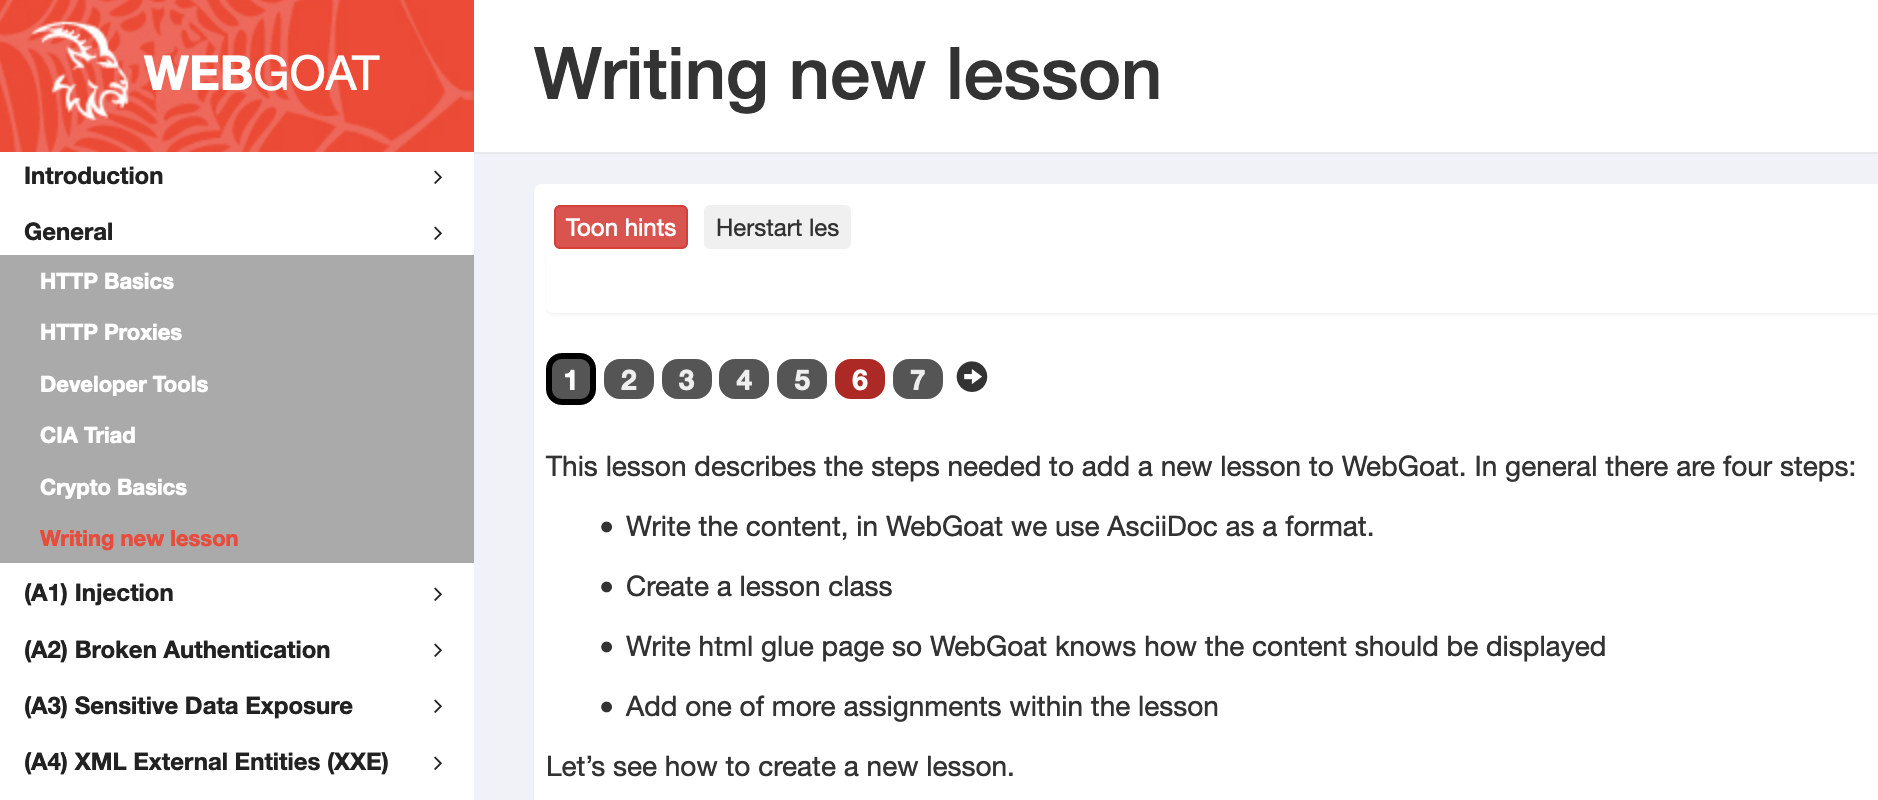 WEBGOAT
Introduction
General
HTTP Basics
HTTP Proxies
Developer Tools
CIA Triad
Crypto Basics
Writing new lesson
(A1) Injection
(A2) Broken Authentication
(A3) Sensitive Data Exposure
(A4) XML External Entities (XXE)
Writing new lesson
Toon hints Herstart les
1 2 3 4 5 6 7
This lesson describes the steps needed to add a new lesson to WebGoat. In general there are four steps:
• Write the content, in WebGoat we use AsciiDoc as a format.
• Create a lesson class
• Write html glue page so WebGoat knows how the content should be displayed
• Add one of more assignments within the lesson
Let’s see how to create a new lesson.